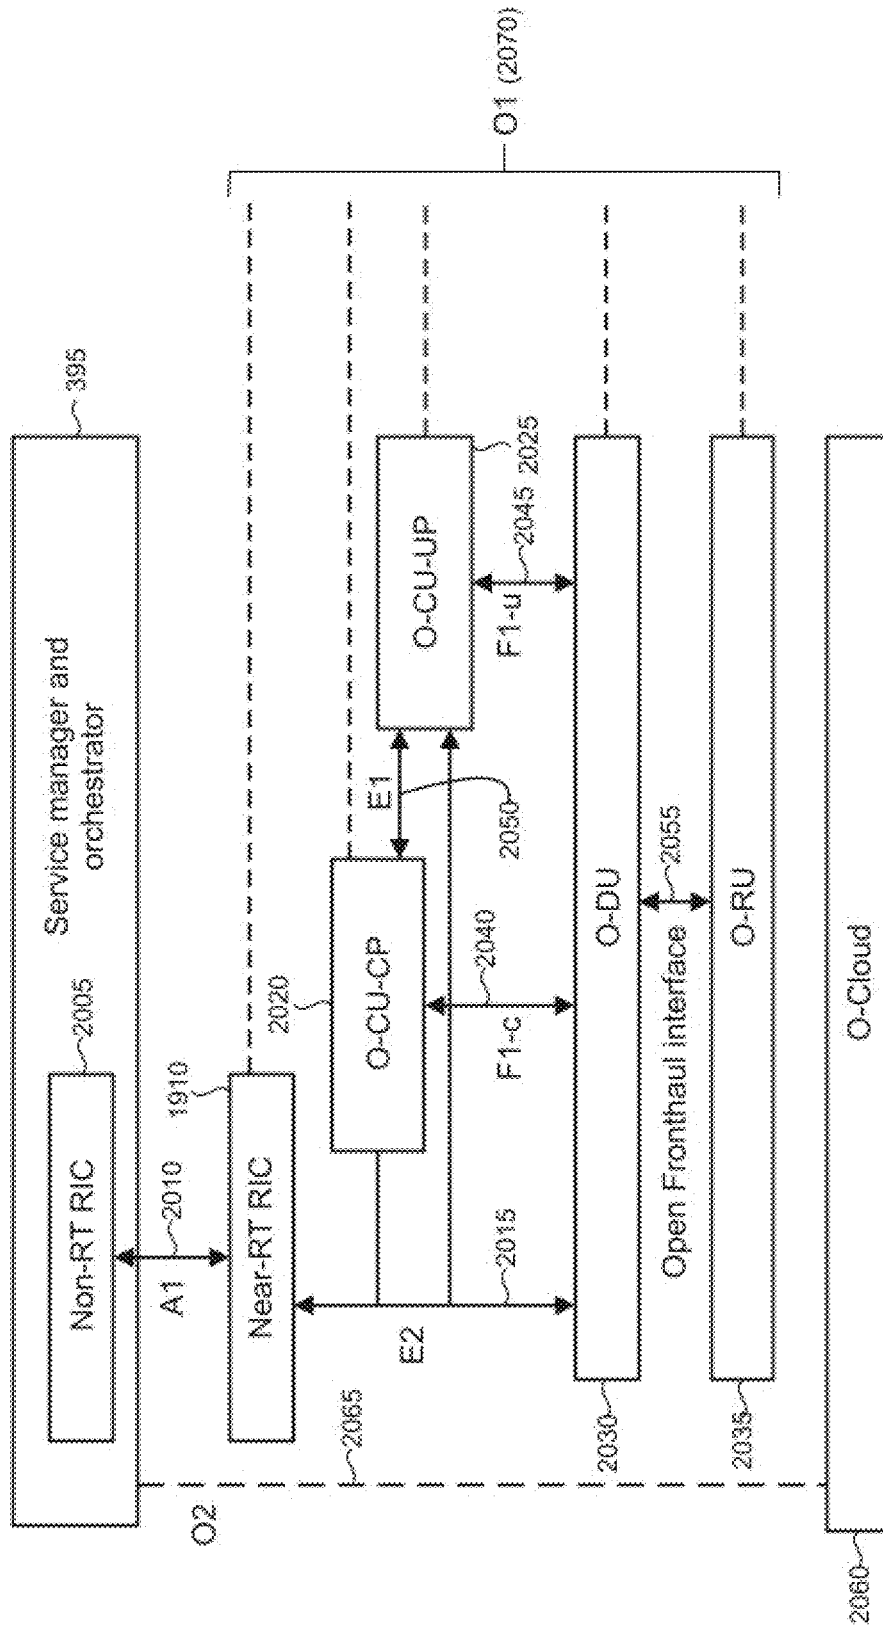 Service manager and
orchestrator
395
Non-RT RIC
2005
A1
2010
O2
2065
Near-RT RIC
1910
E2
2015
O-CU-CP
2020
E1
2050
O-CU-UP
2025
F1-c
2040
F1-u
2045
O-DU
2030
Open Fronthaul interface
2055
O-RU
2035
O-Cloud
2060
O1 (2070)